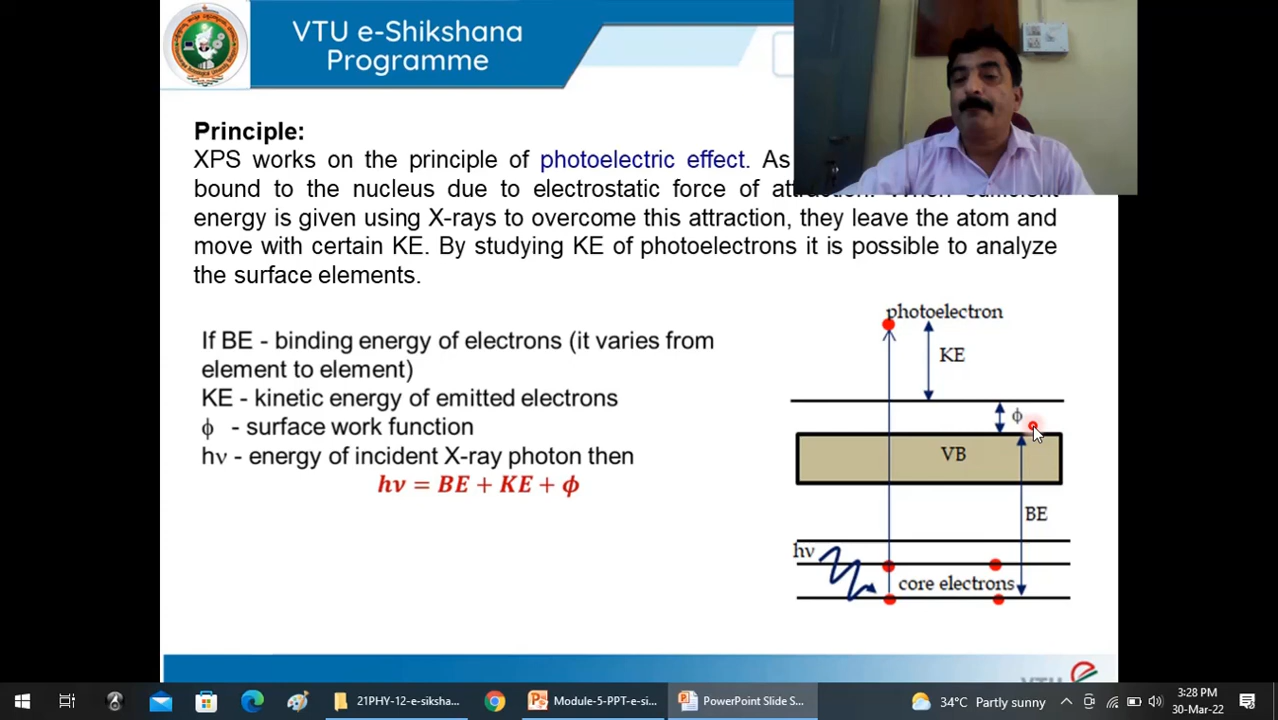 VTU e-Shikshana
Programme
Principle:
XPS works on the principle of photoelectric effect. As
bound to the nucleus due to electrostatic force of
energy is given using X-rays to overcome this attraction, they leave the atom and
move with certain KE. By studying KE of photoelectrons it is possible to analyze
the surface elements.
If BE - binding energy of electrons (it varies from
element to element)
KE - kinetic energy of emitted electrons
ϕ - surface work function
hν - energy of incident X-ray photon then
hν = BE + KE + ϕ
photoelectron
KE
ϕ
VB
BE
hν
core electrons
21PHY-12-e-siksha...
Module-5-PPT-e-si...
PowerPoint Slide S...
34°C Partly sunny
3:28 PM
30-Mar-22